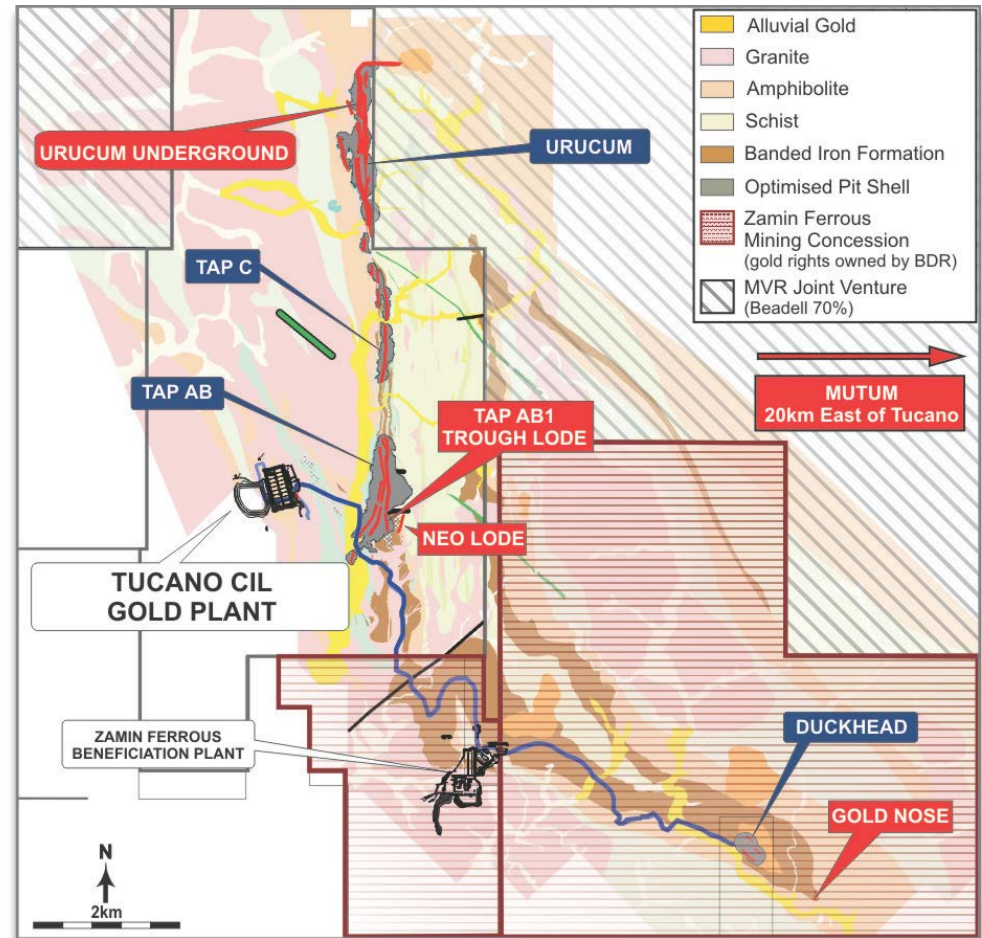 Alluvial Gold
Granite
Amphibolite
Schist
Banded Iron Formation
Optimised Pit Shell
Zamin Ferrous
Mining Concession
(gold rights owned by BDR)
MVR Joint Venture
(Beadell 70%)
URUCUM UNDERGROUND
URUCUM
TAP C
TAP AB
MUTUM
20km East of Tucano
TAP AB1
TROUGH LODE
NEO LODE
TUCANO CIL
GOLD PLANT
ZAMIN FERROUS
BENEFICIATION PLANT
DUCKHEAD
GOLD NOSE
N
2km